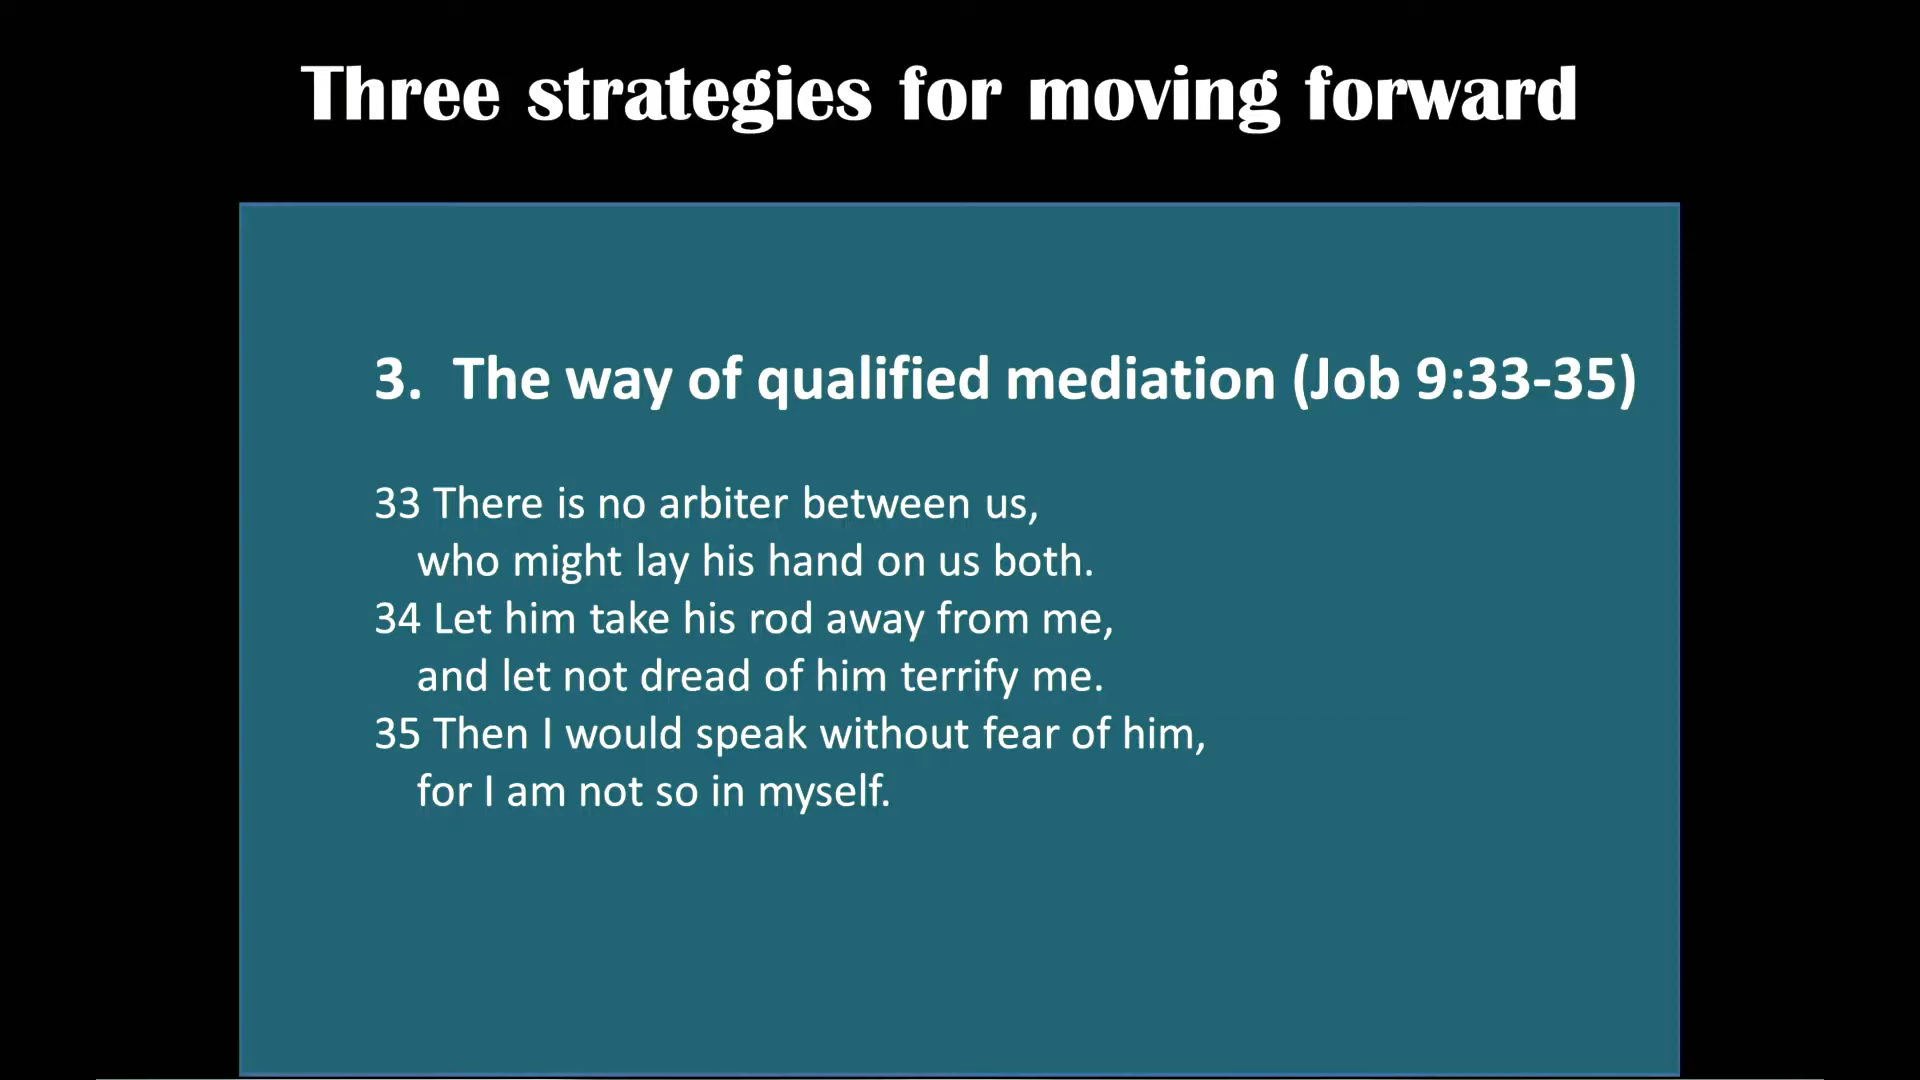 Three strategies for moving forward
3. The way of qualified mediation (Job 9:33-35)
33 There is no arbiter between us,
who might lay his hand on us both.
34 Let him take his rod away from me,
and let not dread of him terrify me.
35 Then I would speak without fear of him,
for I am not so in myself.